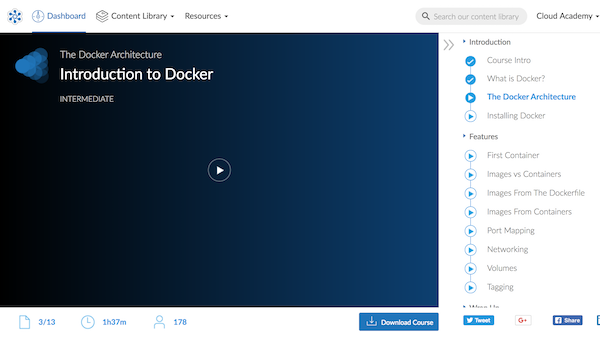 Dashboard
Content Library
Resources
Search our content library
Cloud Academy
The Docker Architecture
Introduction to Docker
INTERMEDIATE
Introduction
Course Intro
What is Docker?
The Docker Architecture
Installing Docker
Features
First Container
Images vs Containers
Images From The Dockerfile
Images From Containers
Port Mapping
Networking
Volumes
Tagging
3/13
1h37m
178
Download Course
Tweet
G+
Share